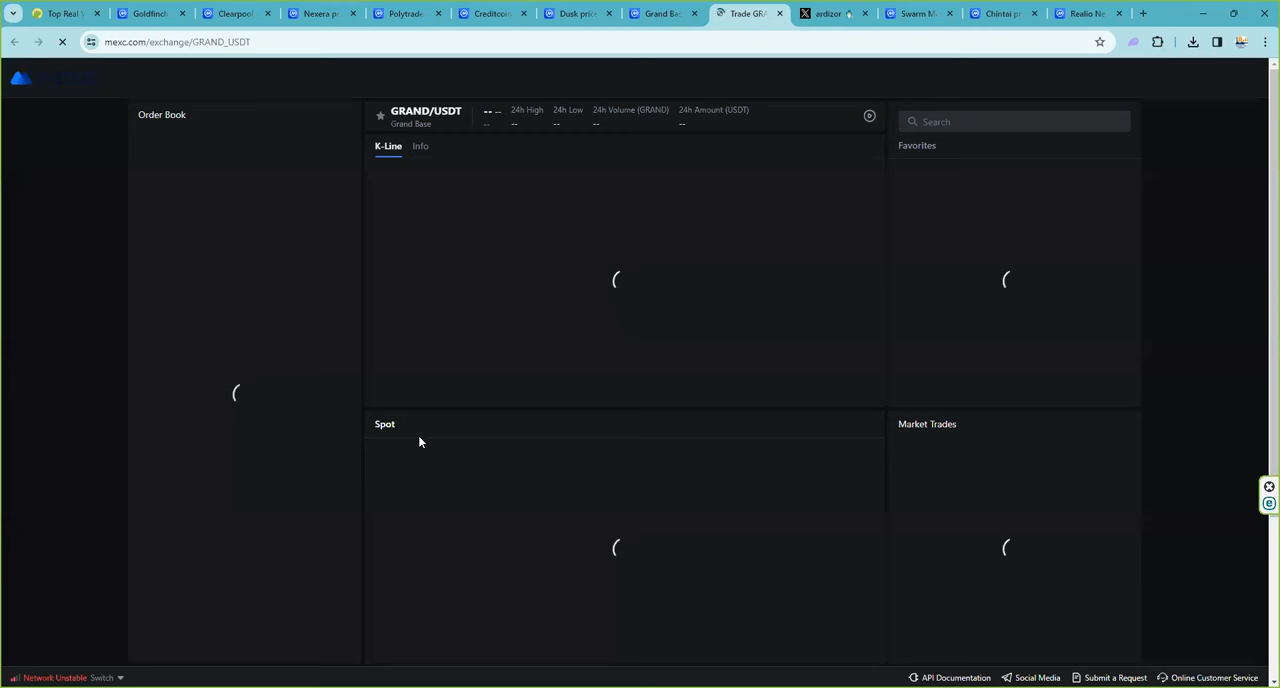 Top Real W
Goldfinch
Clearpool
Nexera pr
Polytrade
Creditcoin
Dusk price
Grand Bas
Trade GRA
ardizor
Swarm M
Chintai pr
Realio Ne
mexc.com/exchange/GRAND_USDT
Order Book
GRAND/USDT
Grand Base
-- --
--
24h High
--
24h Low
--
24h Volume (GRAND)
--
24h Amount (USDT)
--
K-Line Info
Search
Favorites
Spot
Market Trades
Network Unstable Switch
API Documentation
Social Media
Submit a Request
Online Customer Service